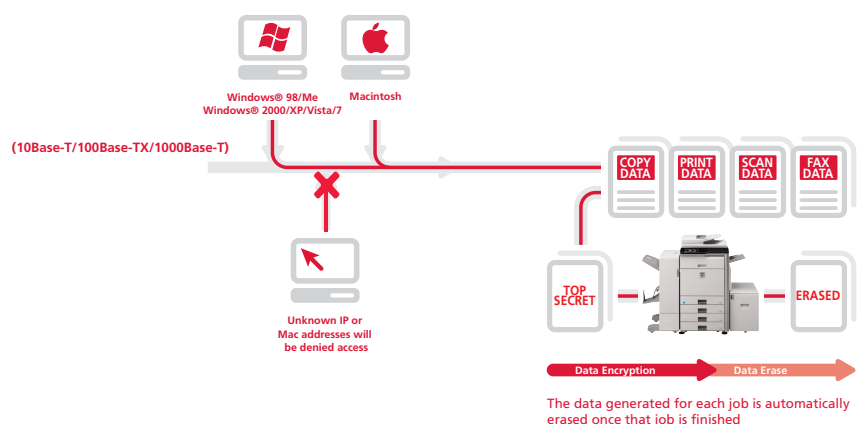 Windows® 98/Me
Windows® 2000/XP/Vista/7
Macintosh
(10Base-T/100Base-TX/1000Base-T)
COPY
DATA
PRINT
DATA
SCAN
DATA
FAX
DATA
Unknown IP or
Mac addresses will
be denied access
TOP
SECRET
ERASED
Data Encryption
Data Erase
The data generated for each job is automatically
erased once that job is finished